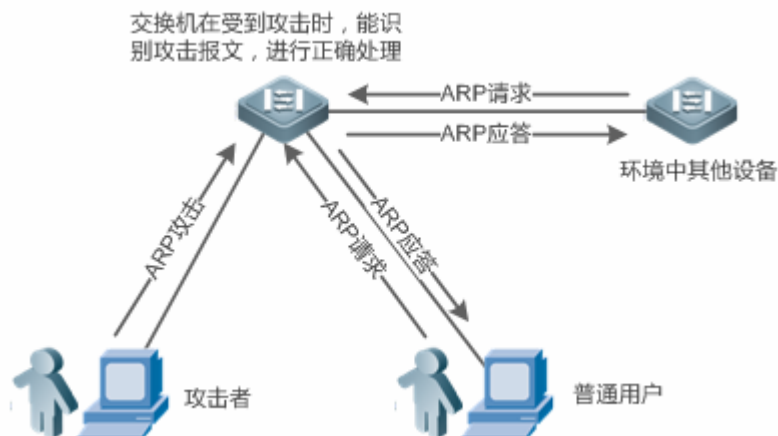 交换机在受到攻击时，能识
别攻击报文，进行正确处理
ARP请求
ARP应答
环境中其他设备
ARP攻击
ARP请求
ARP应答
攻击者
普通用户